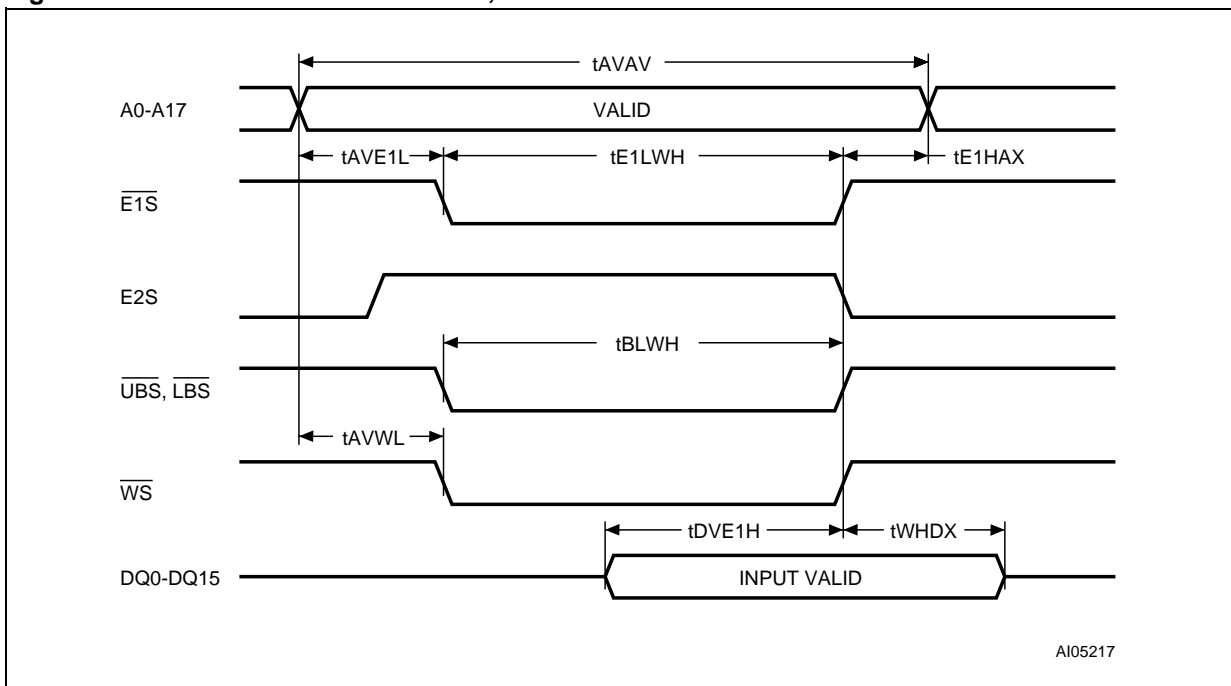 tAVAV
A0-A17
VALID
tAVE1L
tE1LWH
tE1HAX
E1S
E2S
tBLWH
UBS, LBS
tAVWL
WS
tDVE1H
tWHDX
DQ0-DQ15
INPUT VALID
AI05217